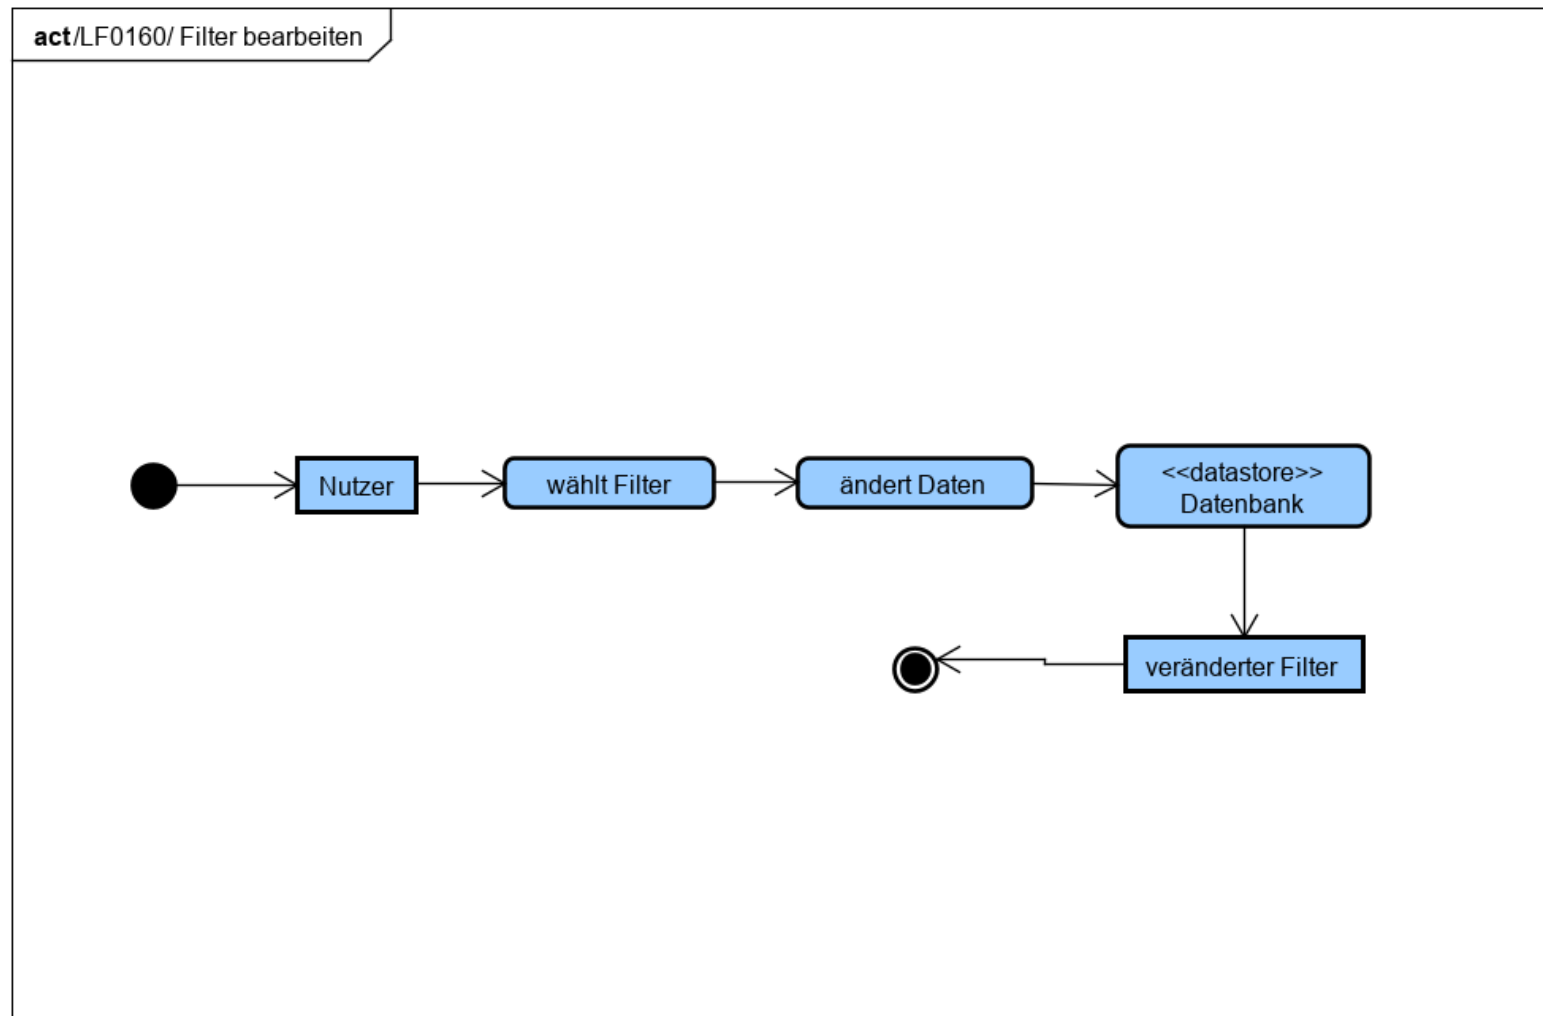 act/LF0160/ Filter bearbeiten
Nutzer
wählt Filter
ändert Daten
<<datastore>>
Datenbank
veränderter Filter